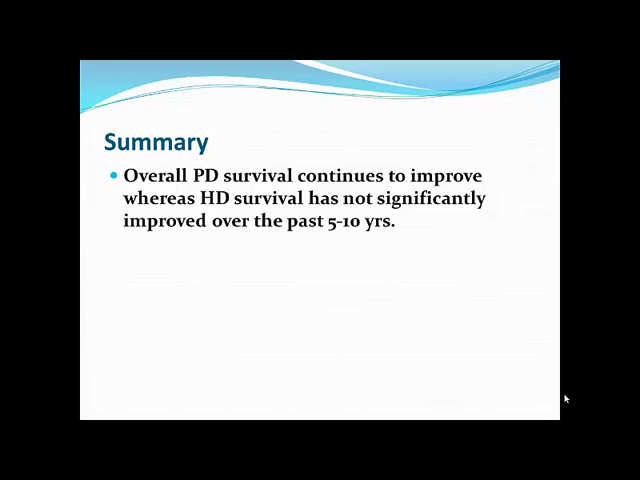 Summary
Overall PD survival continues to improve
whereas HD survival has not significantly
improved over the past 5-10 yrs.